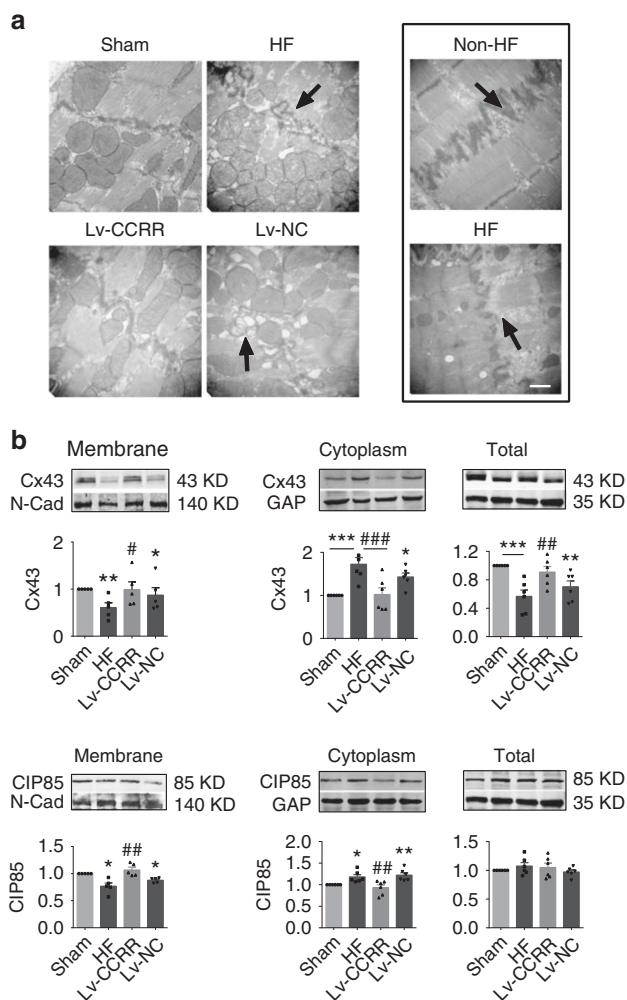 a
Sham HF Non-HF
Lv-CCRR Lv-NC HF
b
Membrane Cytoplasm Total
Cx43 43 KD Cx43 43 KD
N-Cad 140 KD GAP 35 KD
Cx43
2
1
0
**
#
*
Sham HF Lv-CCRR Lv-NC
Cx43
2
1
0
*** ###
*
Sham HF Lv-CCRR Lv-NC
1.2
0.8
0.4
0.0
***
##
**
Sham HF Lv-CCRR Lv-NC
Membrane Cytoplasm Total
CIP85 85 KD CIP85 85 KD
N-Cad 140 KD GAP 35 KD
CIP85
1.5
1.0
0.5
0.0
*
##
*
Sham HF Lv-CCRR Lv-NC
CIP85
2.0
1.5
1.0
0.5
0.0
*
##
**
Sham HF Lv-CCRR Lv-NC
1.5
1.0
0.5
0.0
Sham HF Lv-CCRR Lv-NC